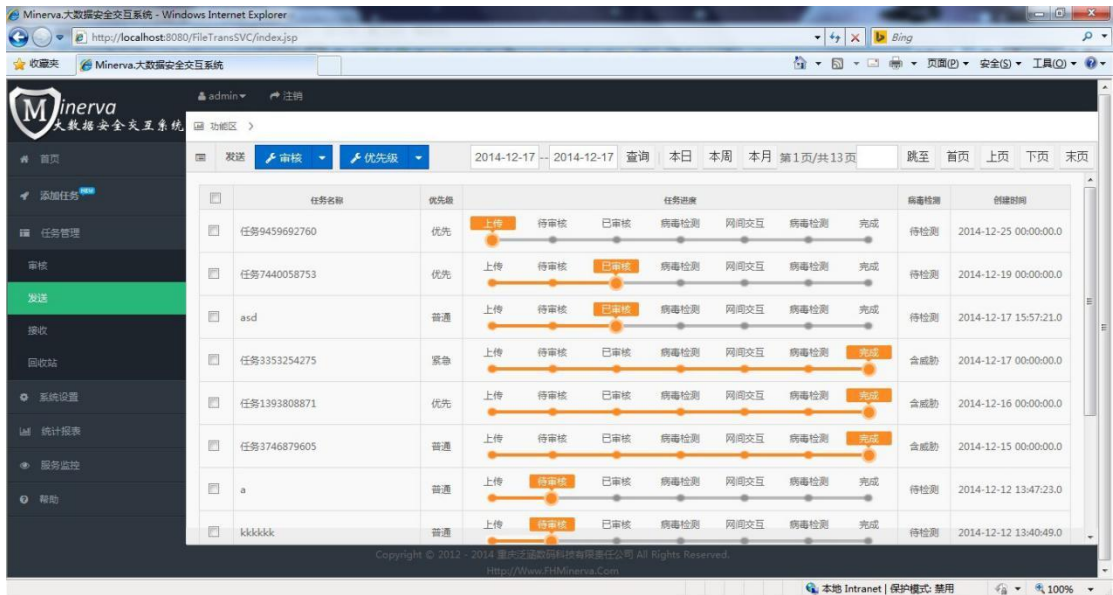 Minerva.大数据安全交互系统 - Windows Internet Explorer
http://localhost:8080/FileTransSVC/index.jsp
Bing
收藏夹 Minerva.大数据安全交互系统
页面(P) 安全(S) 工具(O)
Minerva
大数据安全交互系统
admin 注销
功能区 >
首页
添加任务 NEW
任务管理
审核
发送
接收
回收站
系统设置
统计报表
服务监控
帮助
发送 审核 优先级 2014-12-17 -- 2014-12-17 查询 本日 本周 本月 第1页/共13页 跳至 首页 上页 下页 末页
任务名称 优先级 任务进度 病毒检测 创建时间
任务9459692760 优先 上传 待审核 已审核 病毒检测 网间交互 病毒检测 完成 待检测 2014-12-25 00:00:00.0
任务7440058753 优先 上传 待审核 已审核 病毒检测 网间交互 病毒检测 完成 待检测 2014-12-19 00:00:00.0
asd 普通 上传 待审核 已审核 病毒检测 网间交互 病毒检测 完成 待检测 2014-12-17 15:57:21.0
任务3353254275 紧急 上传 待审核 已审核 病毒检测 网间交互 病毒检测 完成 含威胁 2014-12-17 00:00:00.0
任务1393808871 优先 上传 待审核 已审核 病毒检测 网间交互 病毒检测 完成 含威胁 2014-12-16 00:00:00.0
任务3746879605 普通 上传 待审核 已审核 病毒检测 网间交互 病毒检测 完成 含威胁 2014-12-15 00:00:00.0
a 普通 上传 待审核 已审核 病毒检测 网间交互 病毒检测 完成 待检测 2014-12-12 13:47:23.0
kkkkkk 普通 上传 待审核 已审核 病毒检测 网间交互 病毒检测 完成 待检测 2014-12-12 13:40:49.0
Copyright © 2012 - 2014 重庆泛涵数码科技有限责任公司 All Rights Reserved.
Http://Www.FHMinerva.Com
本地 Intranet | 保护模式: 禁用 100%